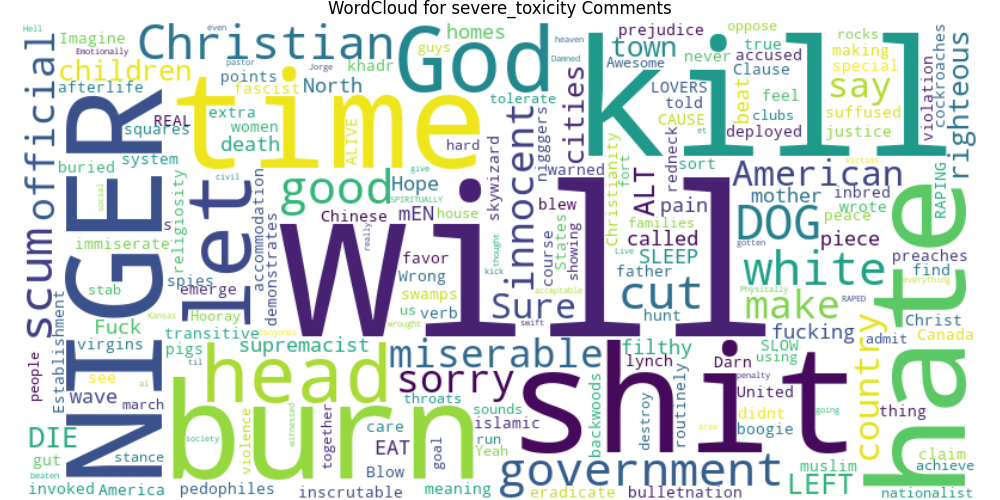 WordCloud for severe_toxicity Comments
Hell
even
Imagine
Emotionally
Christian
guys
homes
God
heaven
Damned
kill
town
Awesome
prejudice
oppose
true
never
accused
Clause
rocks
making
special
say
cockroaches
righteous
violation
scum
official
NIGGER
children
afterlife
pastor
Jorge
points
fascist
North
khadr
time
tolerate
extra
women
death
REAL
squares
ALIVE
hard
nigggers
innocent
cities
warned
LOVERS
told
CAUSE
et
redneck
beat
feel
clubs
deployed
suffused
justice
buried
system
social
religiosity
immiserate
s
let
civil
accommodation
demonstrates
good
give
Hope
SPIRITUALLY
Chinese
mEN
house
skywizard
sort
fort
Christianity
ALT
pain
American
Victims
inbred
mother
wrote
RAPING
hate
spies
emerge
stab
Hooray
will
really
favor
Wrong
swamps
us
verb
thought
kick
blew
course
States
showing
families
called
Live
SLEEP
father
hunt
DOG
gotten
peace
piece
white
preaches
find
everything
Establishment
people
Fuck
Kansas
virgins
transitive
pigs
supremacist
til
sanjones
wrought
Sure
acceptable
swift
cut
Physically
RAPED
make
fucking
admit
Christ
Canada
country
see
al
wave
march
head
miserable
sorry
throats
filthy
lynch
Darn
SLOW
using
penalty
United
didnt
boogie
going
thing
DIE
gut
stance
beaten
invoked
America
burn
society
pedophiles
violence
witnessed
together
inscrutable
care
EAT
Blow
goal
meaning
sounds
islamic
run
Yeah
shit
government
eradicate
backwoods
destroy
routinely
arse
bulletnation
muslim
LEFT
claim
achieve
nationalist